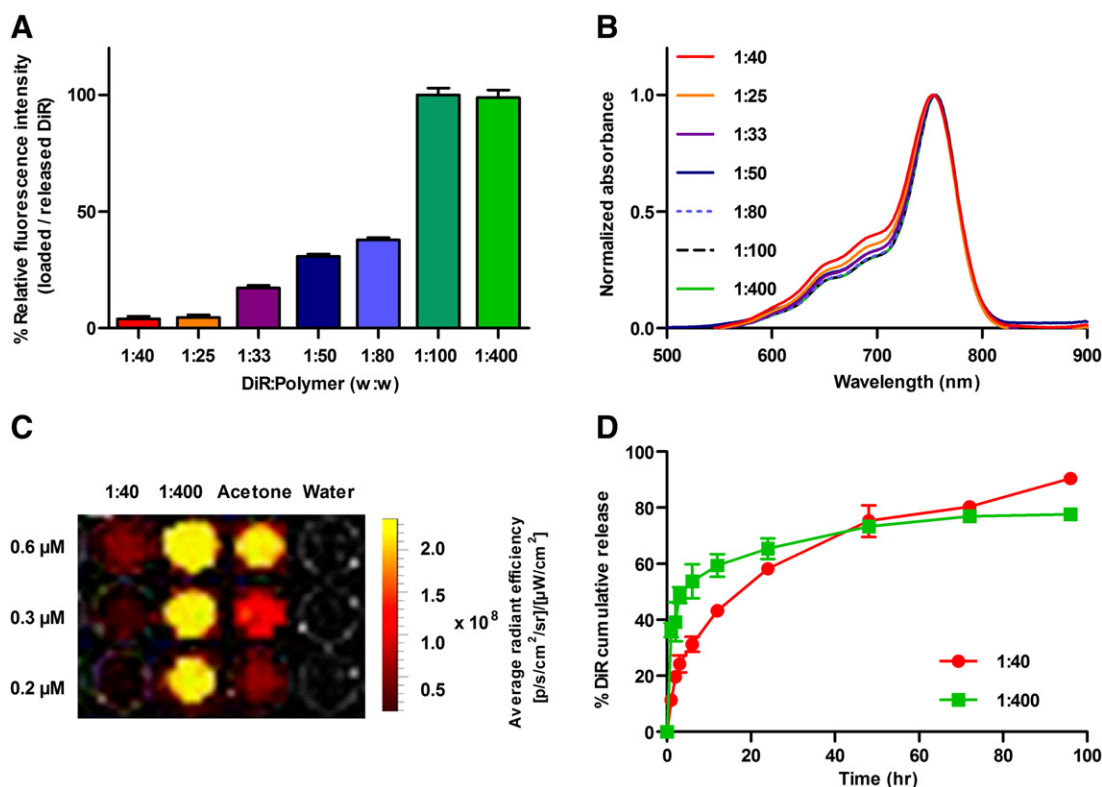 A
% Relative fluorescence intensity
(loaded / released DiR)
100
50
0
1:40 1:25 1:33 1:50 1:80 1:100 1:400
DiR:Polymer (w:w)
B
Normalized absorbance
1.0
0.5
0.0
1:40
1:25
1:33
1:50
1:80
1:100
1:400
500 600 700 800 900
Wavelength (nm)
C
1:40 1:400 Acetone Water
0.6 µM
0.3 µM
0.2 µM
2.0
1.5
1.0
0.5
x 10⁸
Average radiant efficiency
[p/s/cm²/sr]/[µW/cm²]
D
% DiR cumulative release
100
80
60
40
20
0
1:40
1:400
0 20 40 60 80 100
Time (hr)